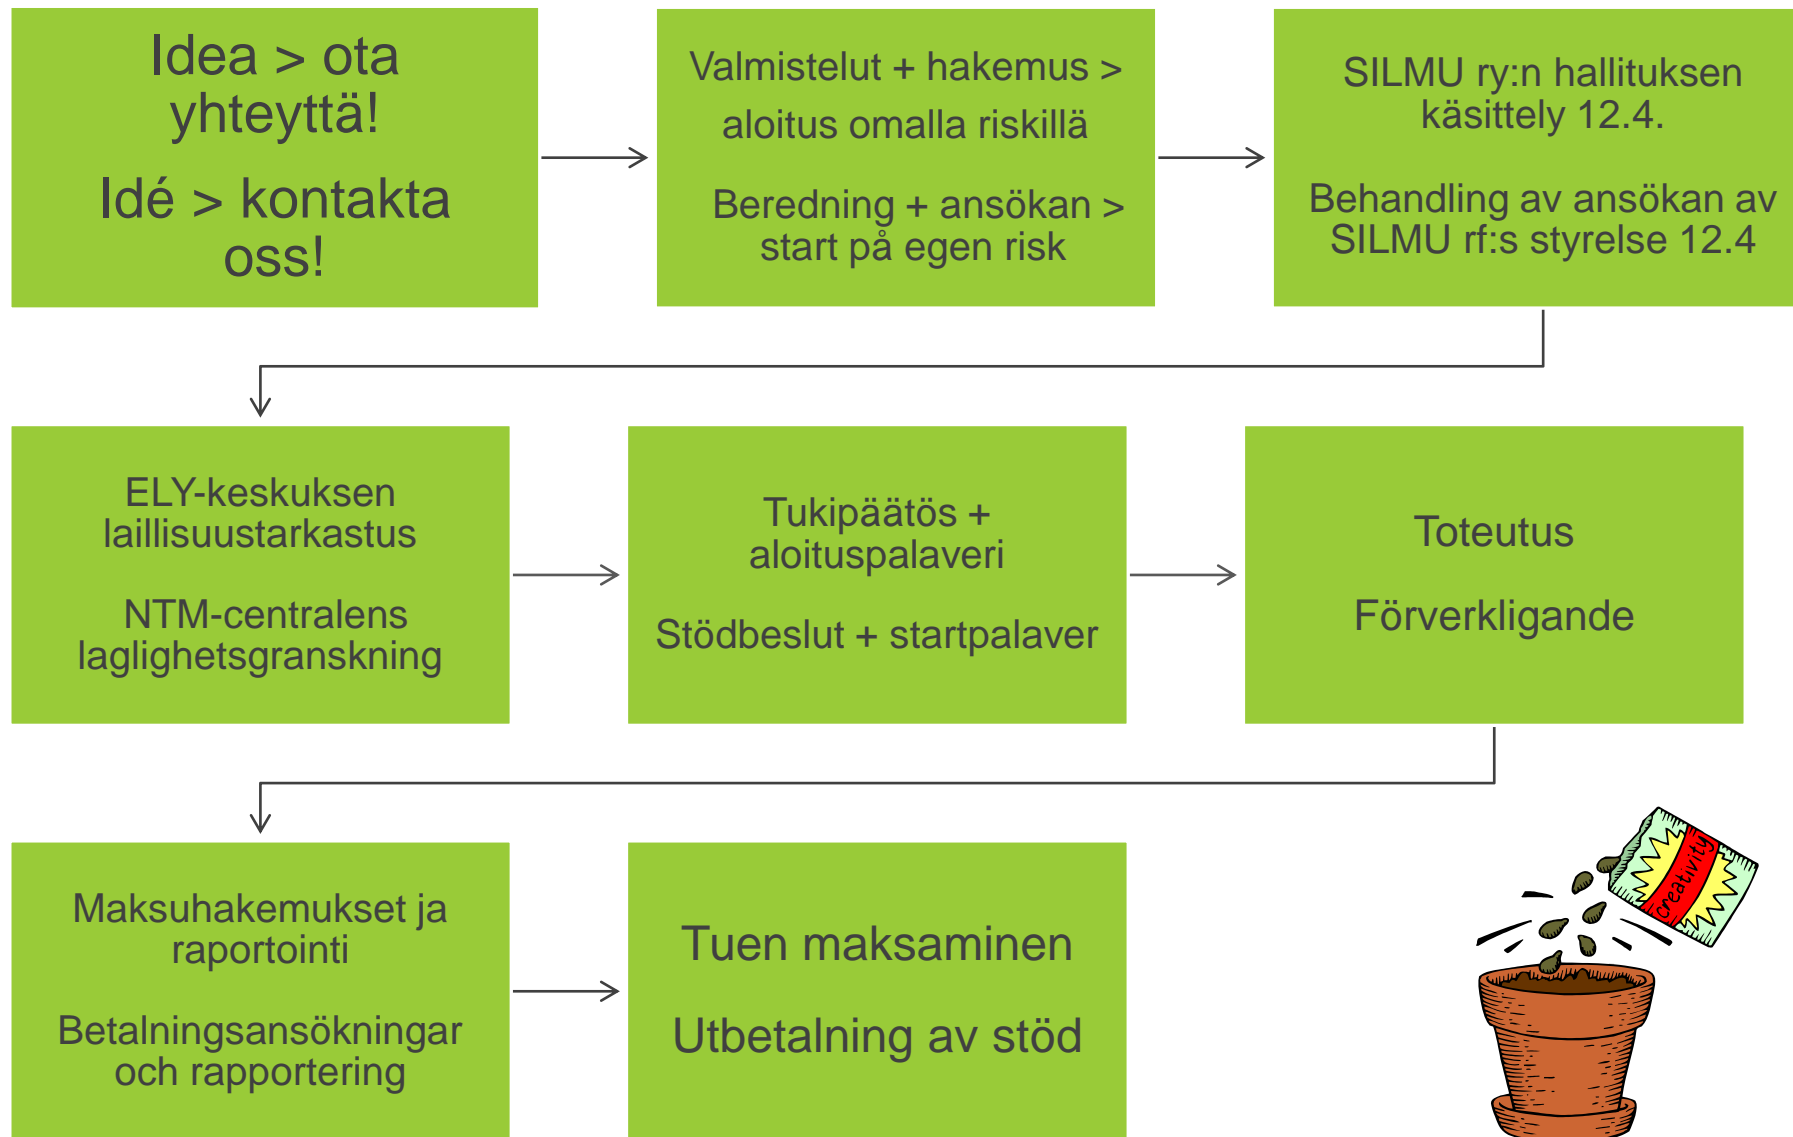 Idea > ota
yhteyttä!
Idé > kontakta
oss!
Valmistelut + hakemus >
aloitus omalla riskillä
Beredning + ansökan >
start på egen risk
SILMU ry:n hallituksen
käsittely 12.4.
Behandling av ansökan av
SILMU rf:s styrelse 12.4
ELY-keskuksen
laillisuustarkastus
NTM-centralens
laglighetsgranskning
Tukipäätös +
aloituspalaveri
Stödbeslut + startpalaver
Toteutus
Förverkligande
Maksuhakemukset ja
raportointi
Betalningsansökningar
och rapportering
Tuen maksaminen
Utbetalning av stöd
creativity